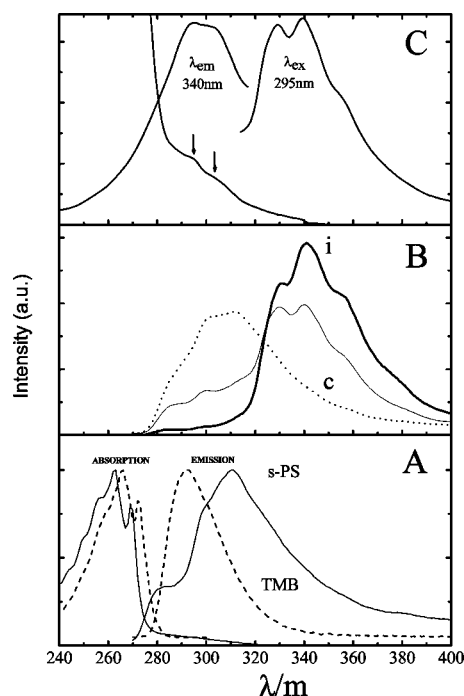 C
λem
340nm
λex
295nm
B
i
c
Intensity (a.u.)
A
ABSORPTION
EMISSION
s-PS
TMB
240 260 280 300 320 340 360 380 400
λ/m